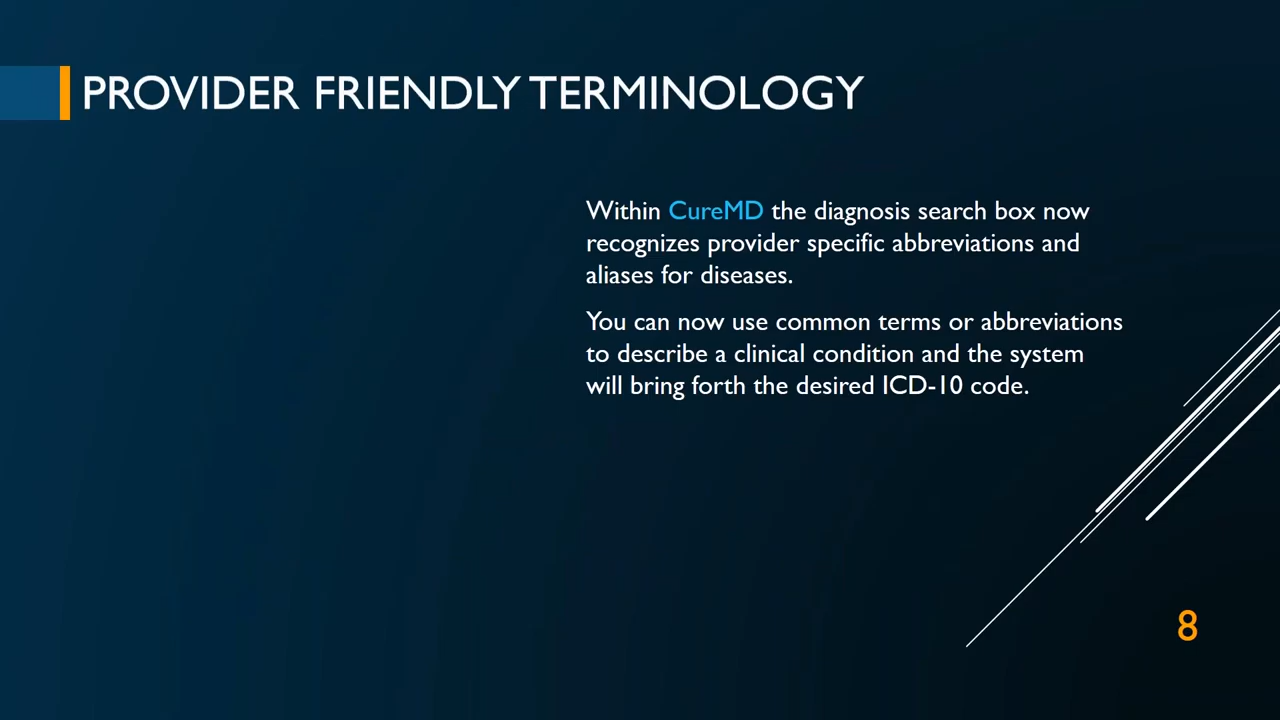 PROVIDER FRIENDLY TERMINOLOGY
Within CureMD the diagnosis search box now
recognizes provider specific abbreviations and
aliases for diseases.
You can now use common terms or abbreviations
to describe a clinical condition and the system
will bring forth the desired ICD-10 code.
8